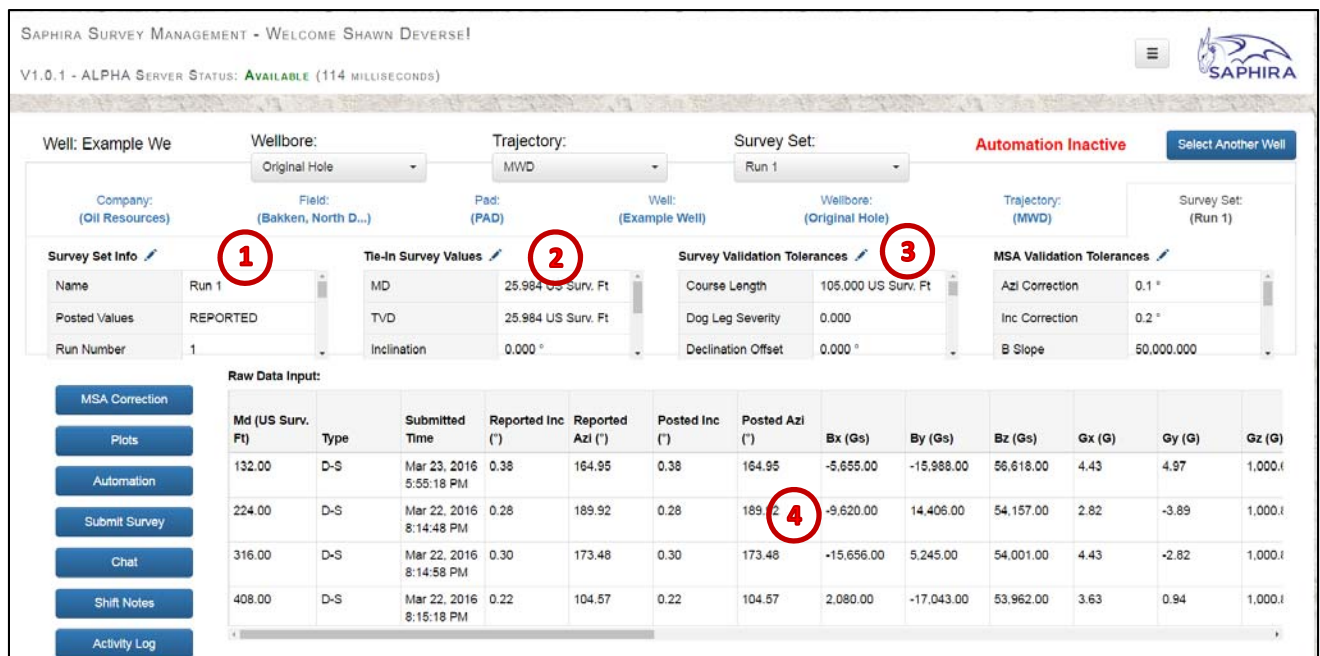 SAPHIRA SURVEY MANAGEMENT - WELCOME SHAWN DEVERSE!
V1.0.1 - ALPHA SERVER STATUS: AVAILABLE (114 MILLISECONDS)
SAPHIRA
Well: Example We Wellbore: Trajectory: Survey Set: Automation Inactive Select Another Well
Original Hole MWD Run 1
Company: Field: Pad: Well: Wellbore: Trajectory: Survey Set:
(Oil Resources) (Bakken, North D...) (PAD) (Example Well) (Original Hole) (MWD) (Run 1)
1 2 3
Survey Set Info Tie-In Survey Values Survey Validation Tolerances MSA Validation Tolerances
Name Run 1 MD 25.984 US Surv. Ft Course Length 105.000 US Surv. Ft Azi Correction 0.1 °
Posted Values REPORTED TVD 25.984 US Surv. Ft Dog Leg Severity 0.000 Inc Correction 0.2 °
Run Number 1 Inclination 0.000 ° Declination Offset 0.000 ° B Slope 50,000.000
Raw Data Input:
MSA Correction
Plots
Automation
Submit Survey
Chat
Shift Notes
Activity Log
Md (US Surv. Submitted Reported Inc Reported Posted Inc Posted Azi
Ft) Type Time (°) Azi (°) (°) (°) Bx (Gs) By (Gs) Bz (Gs) Gx (G) Gy (G) Gz (G)
132.00 D-S Mar 23, 2016 0.38 164.95 0.38 164.95 -5,655.00 -15,988.00 56,618.00 4.43 4.97
5:55:18 PM
224.00 D-S Mar 22, 2016 0.28 189.92 0.28 189.92 -9,620.00 14,406.00 54,157.00 2.82 -3.89
8:14:48 PM
4
316.00 D-S Mar 22, 2016 0.30 173.48 0.30 173.48 -15,656.00 5,245.00 54,001.00 4.43 -2.82
8:14:58 PM
408.00 D-S Mar 22, 2016 0.22 104.57 0.22 104.57 2,080.00 -17,043.00 53,962.00 3.63 0.94
8:15:18 PM